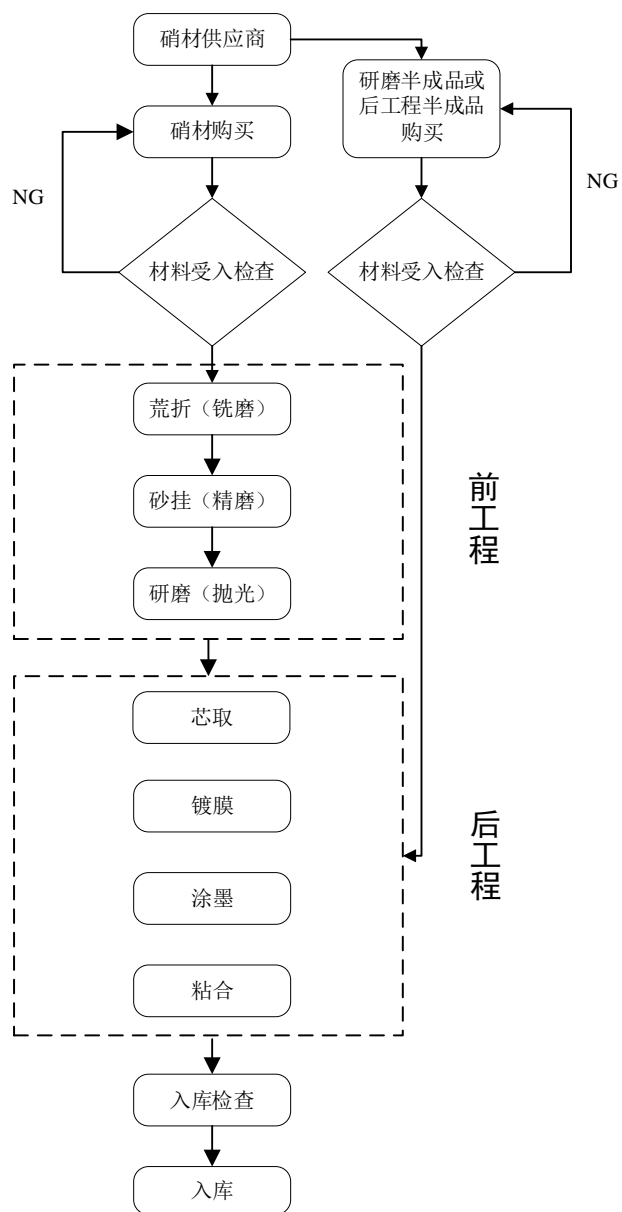 硝材供应商
研磨半成品或
后工程半成品
购买
硝材购买
NG
NG
材料受入检查
材料受入检查
荒折（铣磨）
砂挂（精磨）
研磨（抛光）
前工程
芯取
镀膜
涂墨
粘合
后工程
入库检查
入库